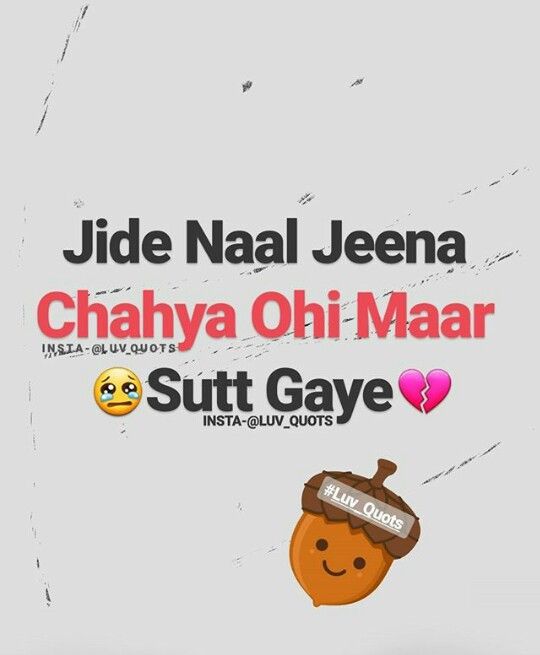 Jide Naal Jeena
Chahya Ohi Maar
INSTA-@LUV_QUOTS
🥺Sutt Gaye💔
INSTA-@LUV_QUOTS
#Luv_Quots